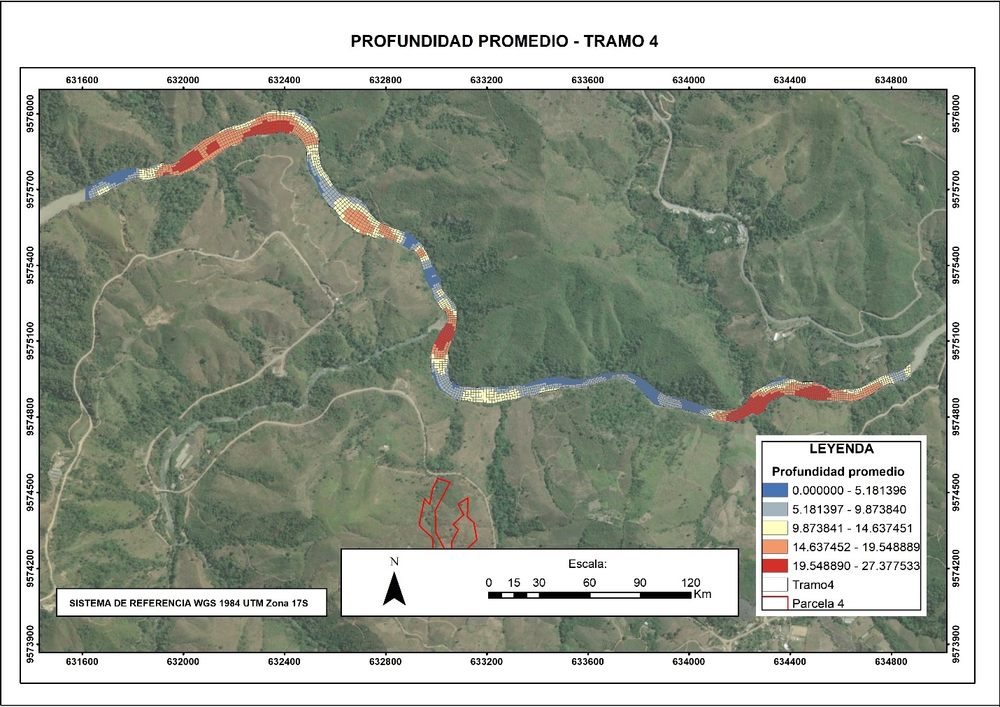 PROFUNDIDAD PROMEDIO - TRAMO 4
631600 632000 632400 632800 633200 633600 634000 634400 634800
9576000 9576000
9575700 9575700
9575400 9575400
9575100 9575100
9574800 9574800
9574500 9574500
9574200 9574200
9573900 9573900
LEYENDA
Profundidad promedio
0.000000 - 5.181396
5.181397 - 9.873840
9.873841 - 14.637451
14.637452 - 19.548889
19.548890 - 27.377533
Tramo4
Parcela 4
N
Escala:
0 15 30 60 90 120
Km
SISTEMA DE REFERENCIA WGS 1984 UTM Zona 17S
631600 632000 632400 632800 633200 633600 634000 634400 634800